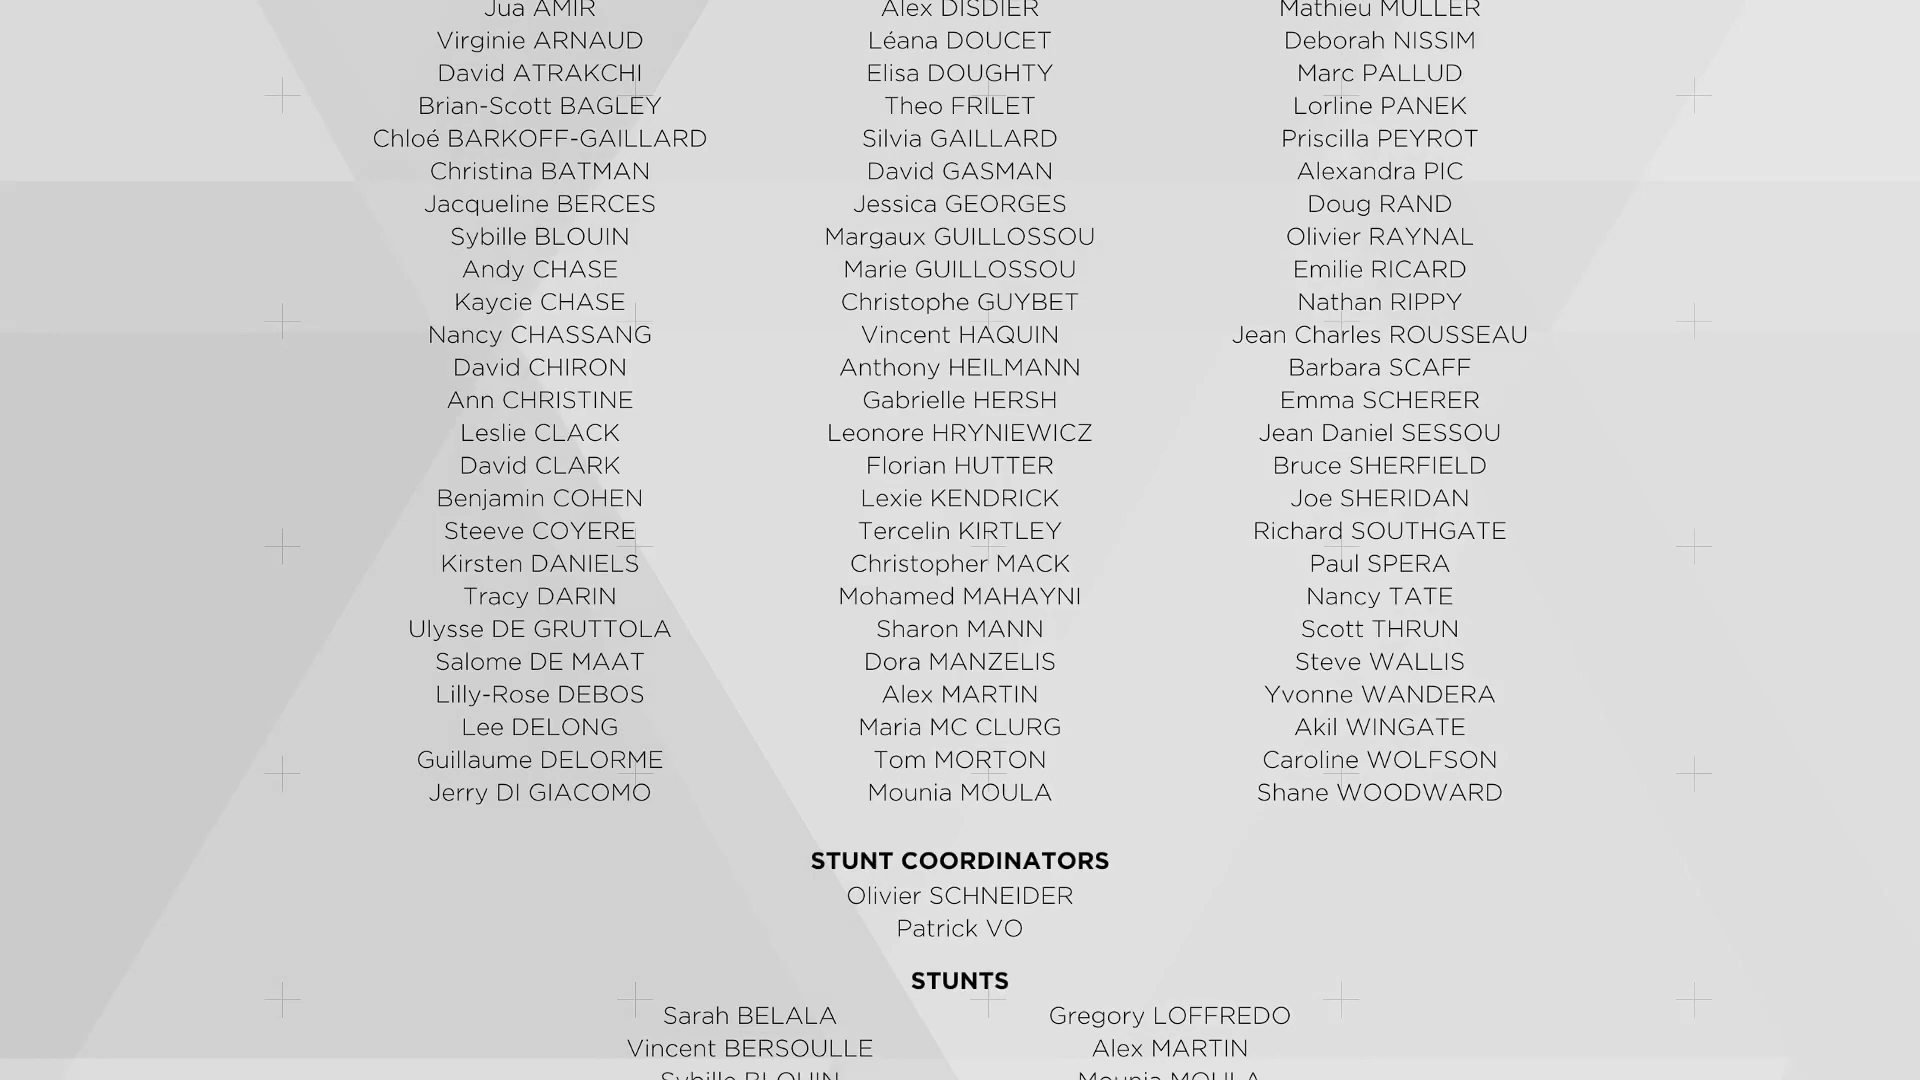 Jua AMIR
Virginie ARNAUD
David ATRAKCHI
Brian-Scott BAGLEY
Chloé BARKOFF-GAILLARD
Christina BATMAN
Jacqueline BERCES
Sybille BLOUIN
Andy CHASE
Kaycie CHASE
Nancy CHASSANG
David CHIRON
Ann CHRISTINE
Leslie CLACK
David CLARK
Benjamin COHEN
Steeve COYERE
Kirsten DANIELS
Tracy DARIN
Ulysse DE GRUTTOLA
Salome DE MAAT
Lilly-Rose DEBOS
Lee DELONG
Guillaume DELORME
Jerry DI GIACOMO
Alex DISDIER
Léana DOUCET
Elisa DOUGHTY
Theo FRILET
Silvia GAILLARD
David GASMAN
Jessica GEORGES
Margaux GUILLOSSOU
Marie GUILLOSSOU
Christophe GUYBET
Vincent HAQUIN
Anthony HEILMANN
Gabrielle HERSH
Leonore HRYNIEWICZ
Florian HUTTER
Lexie KENDRICK
Tercelin KIRTLEY
Christopher MACK
Mohamed MAHAYNI
Sharon MANN
Dora MANZELIS
Alex MARTIN
Maria MC CLURG
Tom MORTON
Mounia MOULA
Mathieu MULLER
Deborah NISSIM
Marc PALLUD
Lorline PANEK
Priscilla PEYROT
Alexandra PIC
Doug RAND
Olivier RAYNAL
Emilie RICARD
Nathan RIPPY
Jean Charles ROUSSEAU
Barbara SCAFF
Emma SCHERER
Jean Daniel SESSOU
Bruce SHERFIELD
Joe SHERIDAN
Richard SOUTHGATE
Paul SPERA
Nancy TATE
Scott THRUN
Steve WALLIS
Yvonne WANDERA
Akil WINGATE
Caroline WOLFSON
Shane WOODWARD
STUNT COORDINATORS
Olivier SCHNEIDER
Patrick VO
STUNTS
Sarah BELALA
Vincent BERSOULLE
Sybille BLOUIN
Gregory LOFFREDO
Alex MARTIN
Mounia MOULA